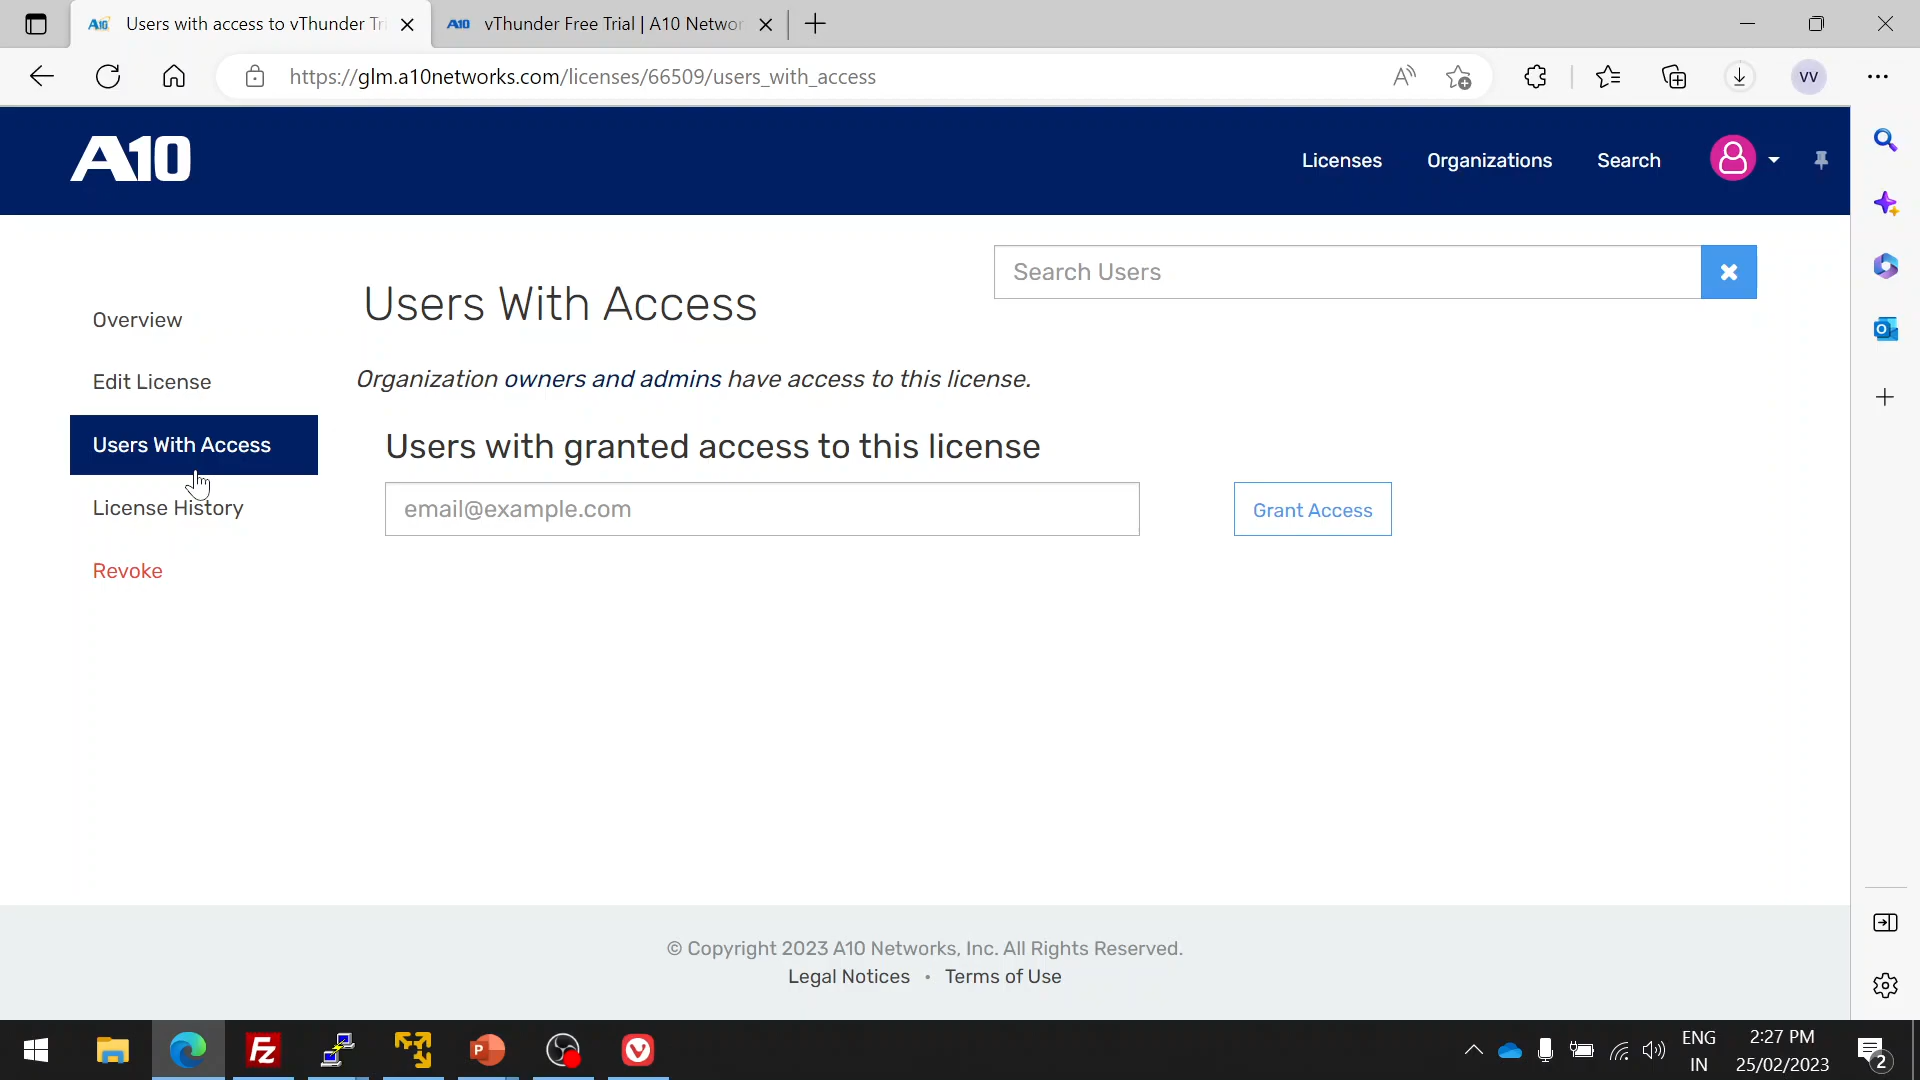 Users with access to vThunder Tri
vThunder Free Trial | A10 Networ
https://glm.a10networks.com/licenses/66509/users_with_access
VV
A10
Licenses
Organizations
Search
Search Users
Users With Access
Overview
Edit License
Users With Access
License History
Revoke
Organization owners and admins have access to this license.
Users with granted access to this license
email@example.com
Grant Access
© Copyright 2023 A10 Networks, Inc. All Rights Reserved.
Legal Notices • Terms of Use
ENG
IN
2:27 PM
25/02/2023
2